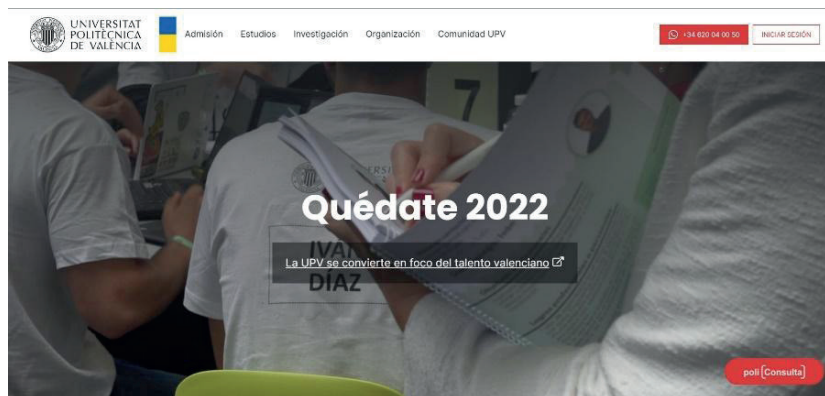 UNIVERSITAT
POLITÈCNICA
DE VALÈNCIA
Admisión Estudios Investigación Organización Comunidad UPV
+34 620 04 00 50
INICIAR SESIÓN
7
Quédate 2022
La UPV se convierte en foco del talento valenciano
DÍAZ
poli[Consulta]